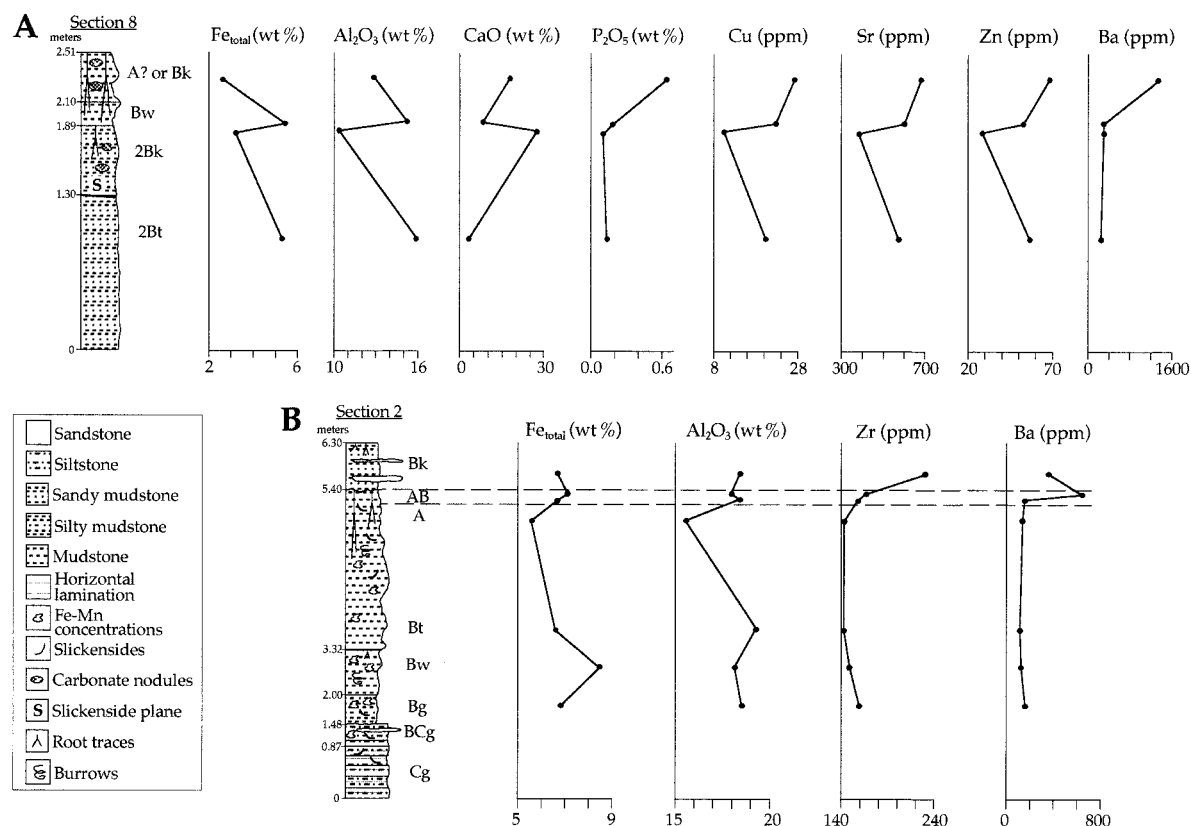 A
Section 8
meters
Fe total (wt %)
Al2O3 (wt %)
CaO (wt %)
P2O5 (wt %)
Cu (ppm)
Sr (ppm)
Zn (ppm)
Ba (ppm)
2.51
A? or Bk
2.10
Bw
1.89
2Bk
S
1.30
2Bt
0
2 6
10 16
0 30
0.0 0.6
8 28
300 700
20 70
0 1600
Sandstone
Siltstone
Sandy mudstone
Silty mudstone
Mudstone
Horizontal
lamination
Fe-Mn
concentrations
Slickensides
Carbonate nodules
S Slickenside plane
Root traces
Burrows
B
Section 2
meters
Fe total (wt %)
Al2O3 (wt %)
Zr (ppm)
Ba (ppm)
6.30
Bk
5.40
AB
A
Bt
3.32
Bw
2.00
Bg
1.48
BCg
0.87
Cg
0
5 9
15 20
140 240
0 800